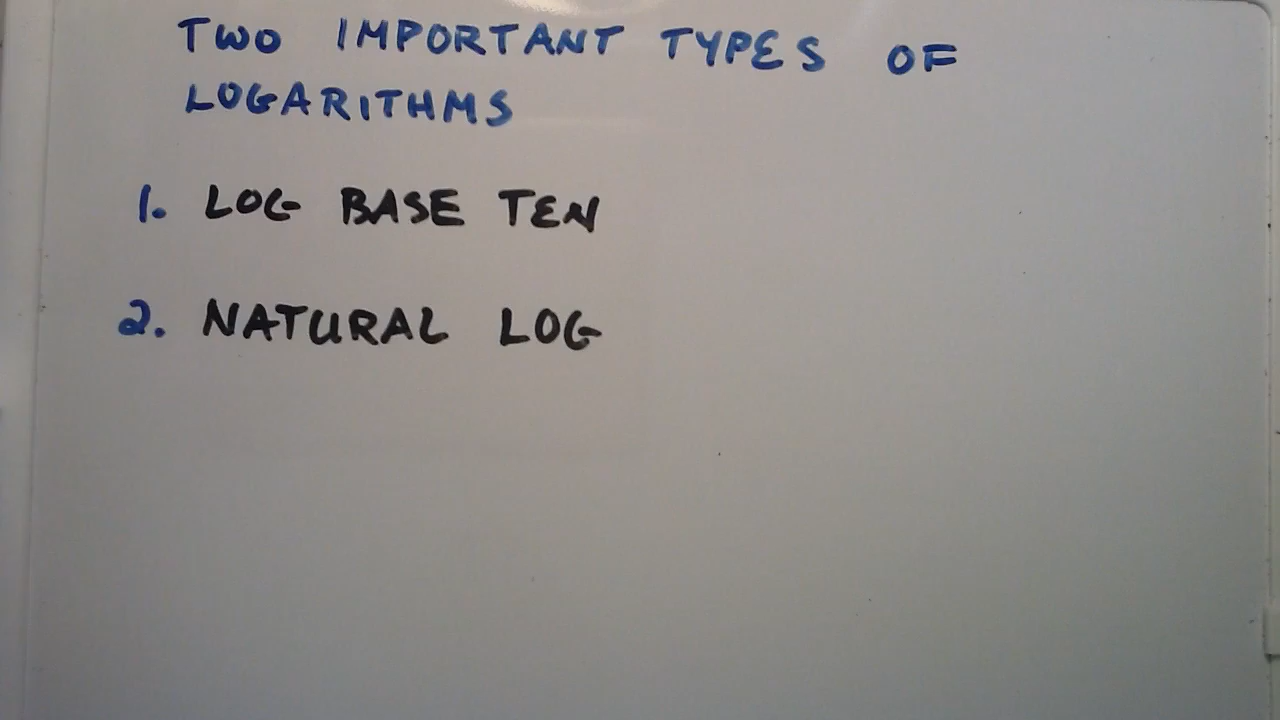 TWO IMPORTANT TYPES OF
LOGARITHMS
1. LOG BASE TEN
2. NATURAL LOG